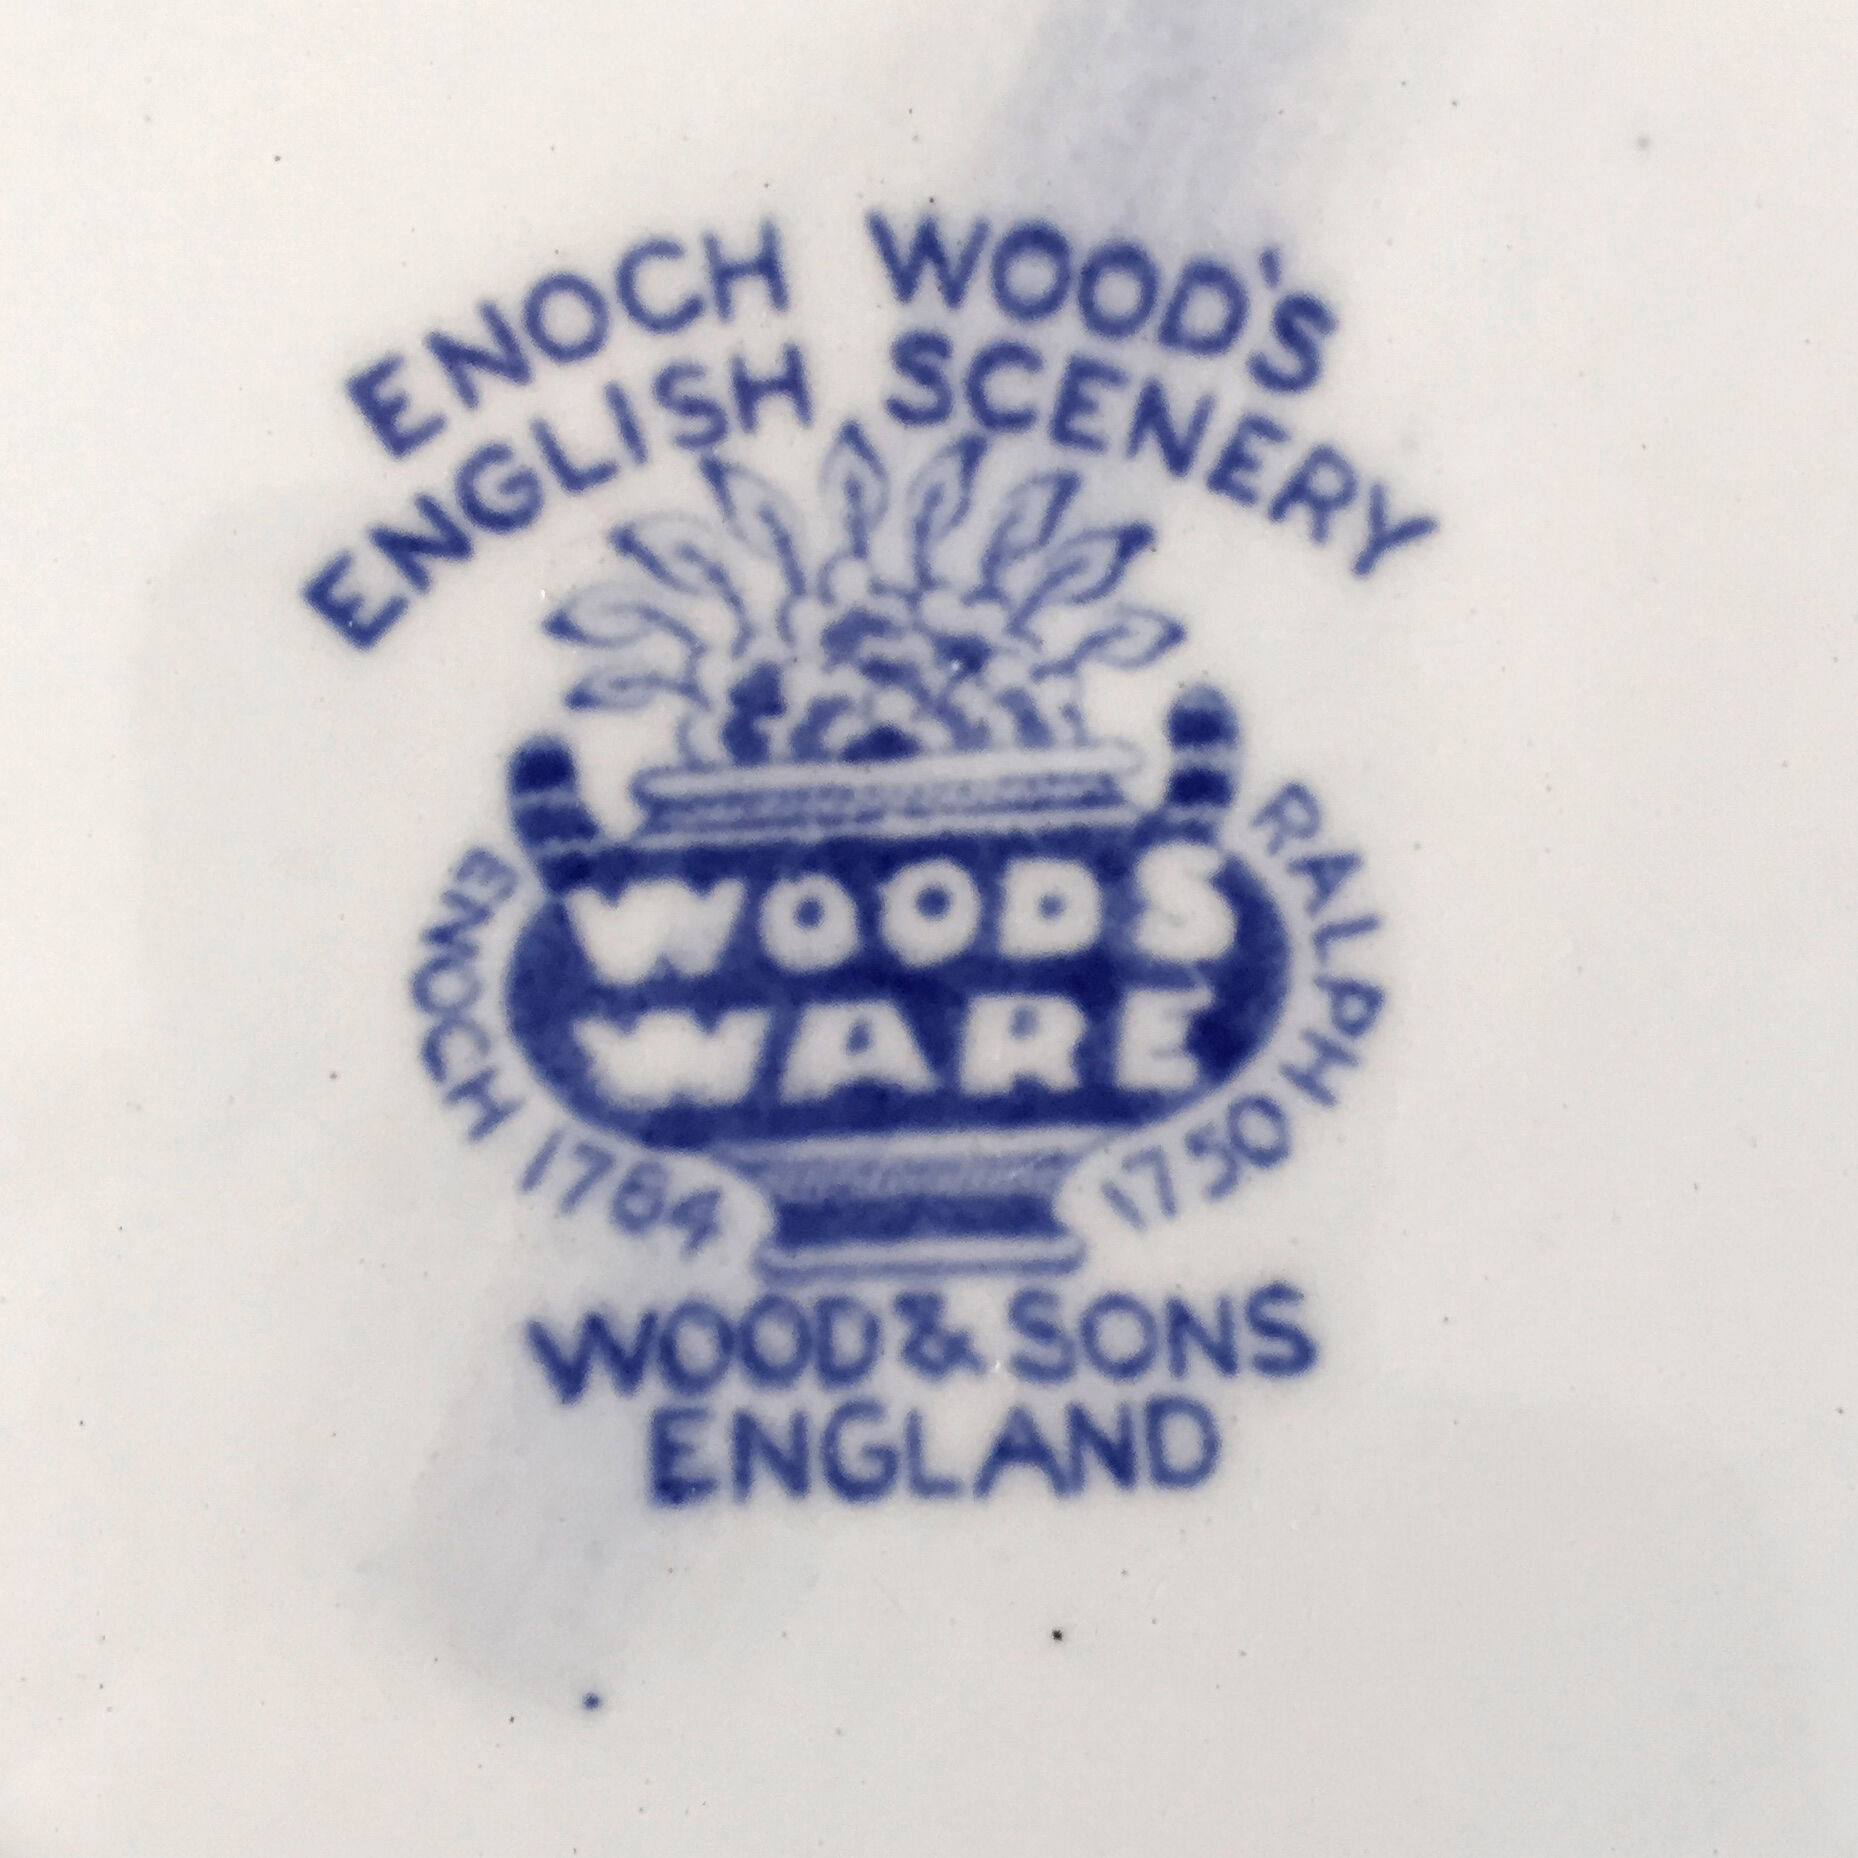 ENOCH WOOD'S
ENGLISH SCENERY
WOODS
WARE
ENOCH 1784
RALPH 1750
WOOD & SONS
ENGLAND